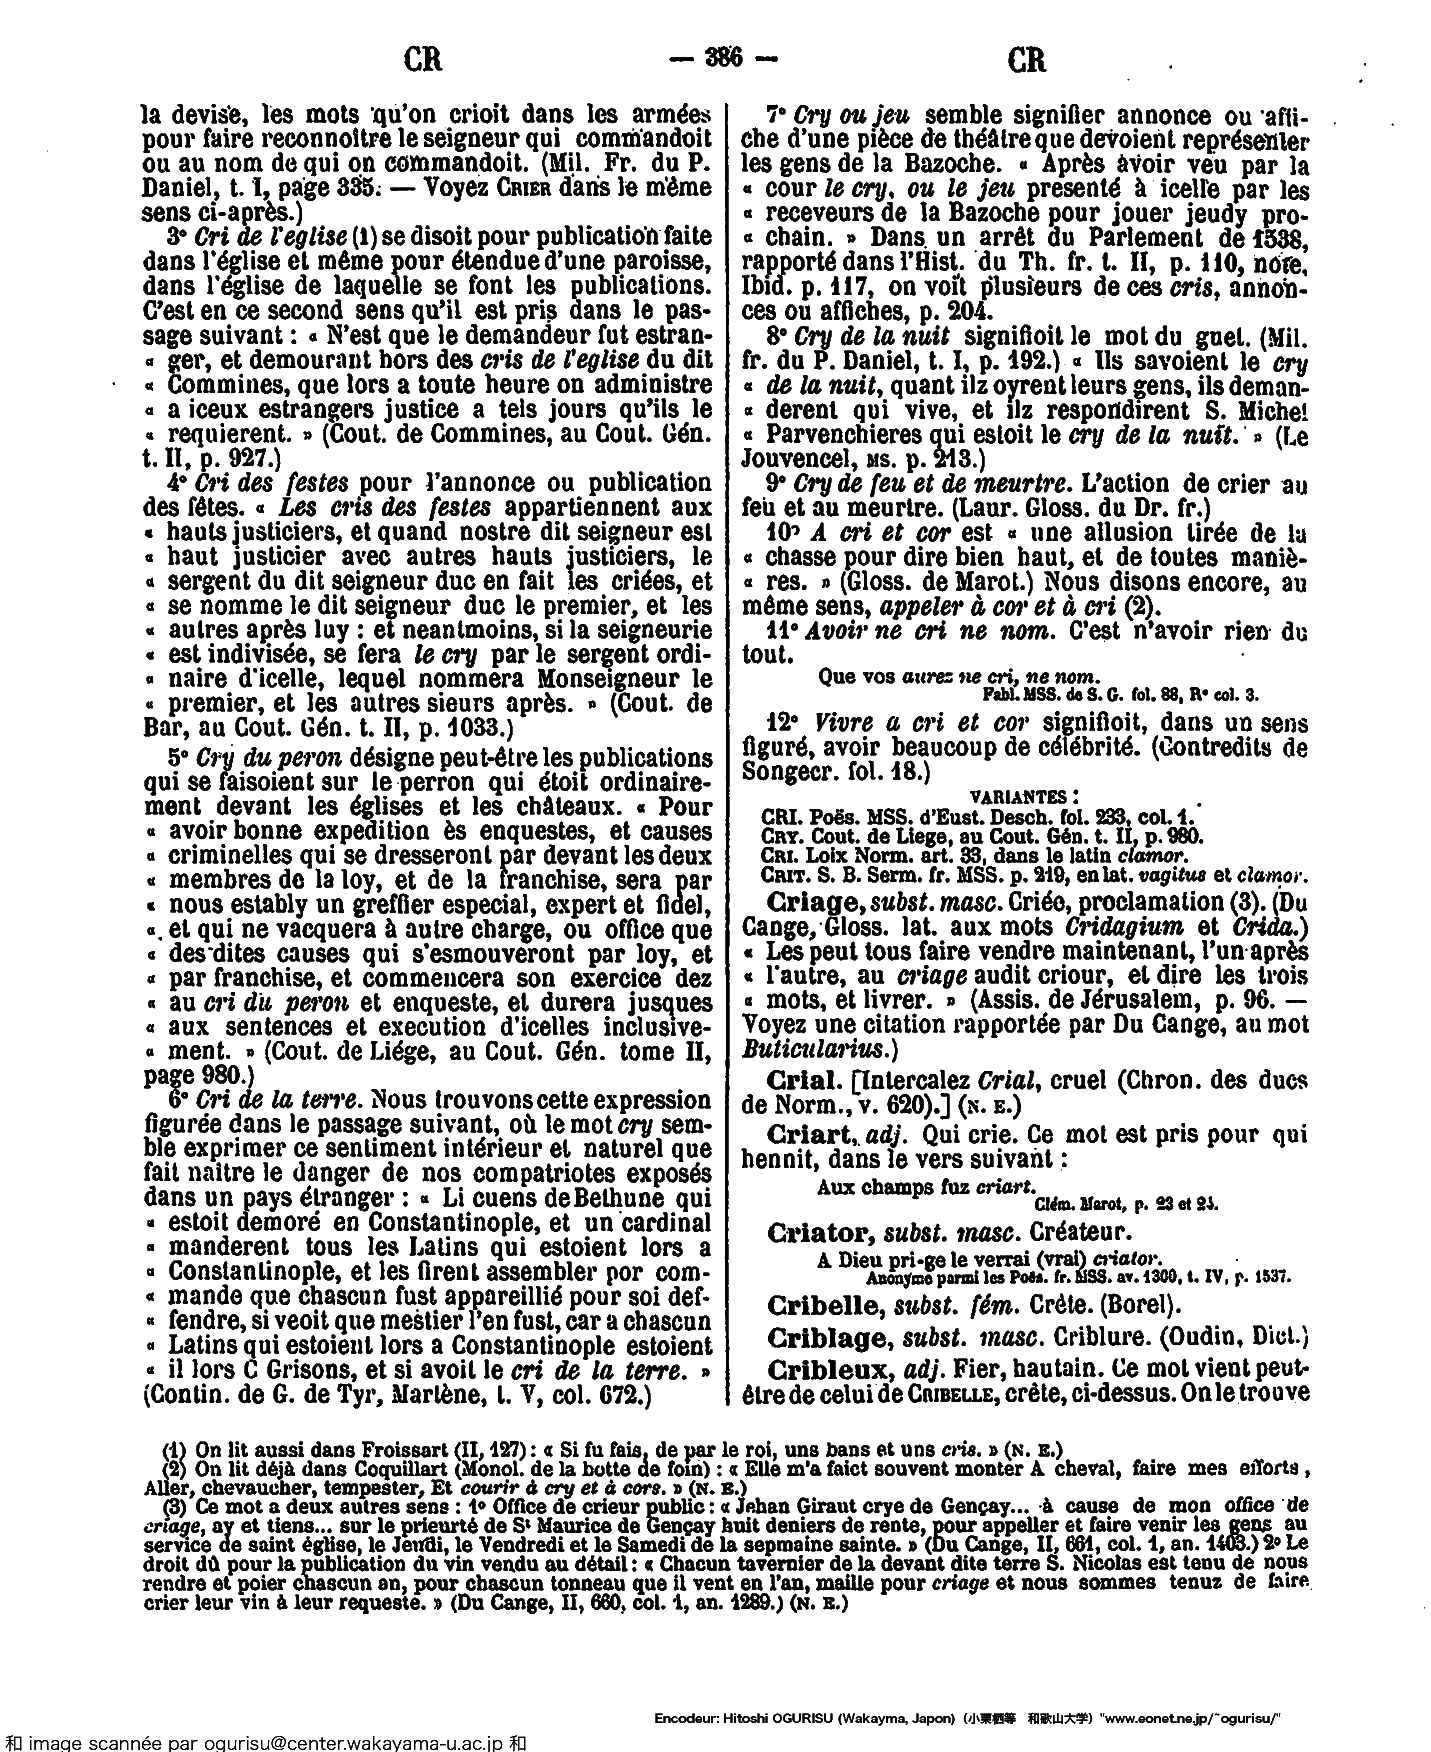 CR — 386 — CR
la devise, les mots qu'on crioit dans les armées
pour faire reconnoître le seigneur qui commandoit
ou au nom de qui on commandoit. (Mil. Fr. du P.
Daniel, t. I, page 335. — Voyez CRIER dans le même
sens ci-après.)
3° Cri de l'eglise (1) se disoit pour publication faite
dans l'église et même pour étendue d'une paroisse,
dans l'église de laquelle se font les publications.
C'est en ce second sens qu'il est pris dans le pas-
sage suivant : « N'est que le demandeur fut estran-
« ger, et demourant hors des cris de l'eglise du dit
« Commines, que lors a toute heure on administre
« a iceux estrangers justice a tels jours qu'ils le
« requierent. » (Cout. de Commines, au Cout. Gén.
t. II, p. 927.)
4° Cri des festes pour l'annonce ou publication
des fêtes. « Les cris des festes appartiennent aux
« hauts justiciers, et quand nostre dit seigneur est
« haut justicier avec autres hauts justiciers, le
« sergent du dit seigneur duc en fait les criées, et
« se nomme le dit seigneur duc le premier, et les
« autres après luy : et neantmoins, si la seigneurie
« est indivisée, se fera le cry par le sergent ordi-
« naire d'icelle, lequel nommera Monseigneur le
« premier, et les autres sieurs après. » (Cout. de
Bar, au Cout. Gén. t. II, p. 1033.)
5° Cry du peron désigne peut-être les publications
qui se faisoient sur le perron qui étoit ordinaire-
ment devant les églises et les châteaux. « Pour
« avoir bonne expedition ès enquestes, et causes
« criminelles qui se dresseront par devant les deux
« membres de la loy, et de la franchise, sera par
« nous estably un greffier especial, expert et fidel,
« et qui ne vacquera à autre charge, ou office que
« des dites causes qui s'esmouveront par loy, et
« par franchise, et commencera son exercice dez
« au cri du peron et enqueste, et durera jusques
« aux sentences et execution d'icelles inclusive-
« ment. » (Cout. de Liége, au Cout. Gén. tome II,
page 980.)
6° Cri de la terre. Nous trouvons cette expression
figurée dans le passage suivant, où le mot cry sem-
ble exprimer ce sentiment intérieur et naturel que
fait naître le danger de nos compatriotes exposés
dans un pays étranger : « Li cuens de Bethune qui
« estoit demoré en Constantinople, et un cardinal
« manderent tous les Latins qui estoient lors a
« Constantinople, et les firent assembler por com-
« mande que chascun fust appareillié pour soi def-
« fendre, si veoit que mestier l'en fust, car a chascun
« Latins qui estoient lors a Constantinople estoient
« il lors C Grisons, et si avoit le cri de la terre. »
(Contin. de G. de Tyr, Martène, t. V, col. 672.)
7° Cry ou jeu semble signifier annonce ou affi-
che d'une pièce de théâtre que devoient représenter
les gens de la Bazoche. « Après avoir veu par la
« cour le cry, ou le jeu presenté à icelle par les
« receveurs de la Bazoche pour jouer jeudy pro-
« chain. » Dans un arrêt du Parlement de 1538,
rapporté dans l'Hist. du Th. fr. t. II, p. 110, note,
Ibid. p. 117, on voit plusieurs de ces cris, annon-
ces ou affiches, p. 204.
8° Cry de la nuit signifioit le mot du guet. (Mil.
fr. du P. Daniel, t. I, p. 192.) « Ils savoient le cry
« de la nuit, quant ilz oyrent leurs gens, ils deman-
« derent qui vive, et ilz respondirent S. Michel
« Parvenchieres qui estoit le cry de la nuit. » (Le
Jouvencel, MS. p. 213.)
9° Cry de feu et de meurtre. L'action de crier au
feu et au meurtre. (Laur. Gloss. du Dr. fr.)
10° A cri et cor est « une allusion tirée de la
« chasse pour dire bien haut, et de toutes maniè-
« res. » (Gloss. de Marot.) Nous disons encore, au
même sens, appeler à cor et à cri (2).
11° Avoir ne cri ne nom. C'est n'avoir rien du
tout.
Que vos aurez ne cri, ne nom.
Fabl. MSS. de S. G. fol. 88, R° col. 3.
12° Vivre a cri et cor signifioit, dans un sens
figuré, avoir beaucoup de célébrité. (Contredits de
Songecr. fol. 18.)
VARIANTES :
CRI. Poës. MSS. d'Eust. Desch. fol. 233, col. 1.
CRY. Cout. de Liege, au Cout. Gén. t. II, p. 980.
CRI. Loix Norm. art. 33, dans le latin clamor.
CRIT. S. B. Serm. fr. MSS. p. 219, en lat. vagitus et clamor.
Criage, subst. masc. Criée, proclamation (3). (Du
Cange, Gloss. lat. aux mots Cridagium et Crida.)
« Les peut tous faire vendre maintenant, l'un après
« l'autre, au criage audit criour, et dire les trois
« mots, et livrer. » (Assis. de Jérusalem, p. 96. —
Voyez une citation rapportée par Du Cange, au mot
Buticularius.)
Crial. [Intercalez Crial, cruel (Chron. des ducs
de Norm., v. 620).] (N. E.)
Criart, adj. Qui crie. Ce mot est pris pour qui
hennit, dans le vers suivant :
Aux champs fuz criart.
Clém. Marot, p. 23 et 24.
Criator, subst. masc. Créateur.
A Dieu pri-ge le verrai (vrai) criator.
Anonyme parmi les Poës. fr. MSS. av. 1300, t. IV, p. 1537.
Cribelle, subst. fém. Crête. (Borel).
Criblage, subst. masc. Criblure. (Oudin, Dict.)
Cribleux, adj. Fier, hautain. Ce mot vient peut-
être de celui de CRIBELLE, crête, ci-dessus. On le trouve
(1) On lit aussi dans Froissart (II, 127) : « Si fu fais, de par le roi, uns bans et uns cris. » (N. E.)
(2) On lit déjà dans Coquillart (Monol. de la botte de foin) : « Elle m'a faict souvent monter A cheval, faire mes efforts,
Aller, chevaucher, tempester, Et courir à cry et à cors. » (N. E.)
(3) Ce mot a deux autres sens : 1° Office de crieur public : « Jehan Giraut crye de Gençay... à cause de mon office de
criage, ay et tiens... sur le prieurté de St Maurice de Gençay huit deniers de rente, pour appeller et faire venir les gens au
service de saint église, le Jeudi, le Vendredi et le Samedi de la sepmaine sainte. » (Du Cange, II, 661, col. 1, an. 1403.) 2° Le
droit dû pour la publication du vin vendu au détail : « Chacun tavernier de la devant dite terre S. Nicolas est tenu de nous
rendre et poier chascun an, pour chascun tonneau que il vent en l'an, maille pour criage et nous sommes tenuz de faire
crier leur vin à leur requeste. » (Du Cange, II, 660, col. 1, an. 1289.) (N. E.)
Encodeur: Hitoshi OGURISU (Wakayma, Japon) (小栗栖等 和歌山大学) "www.eonet.ne.jp/~ogurisu/"
和 image scannée par ogurisu@center.wakayama-u.ac.jp 和